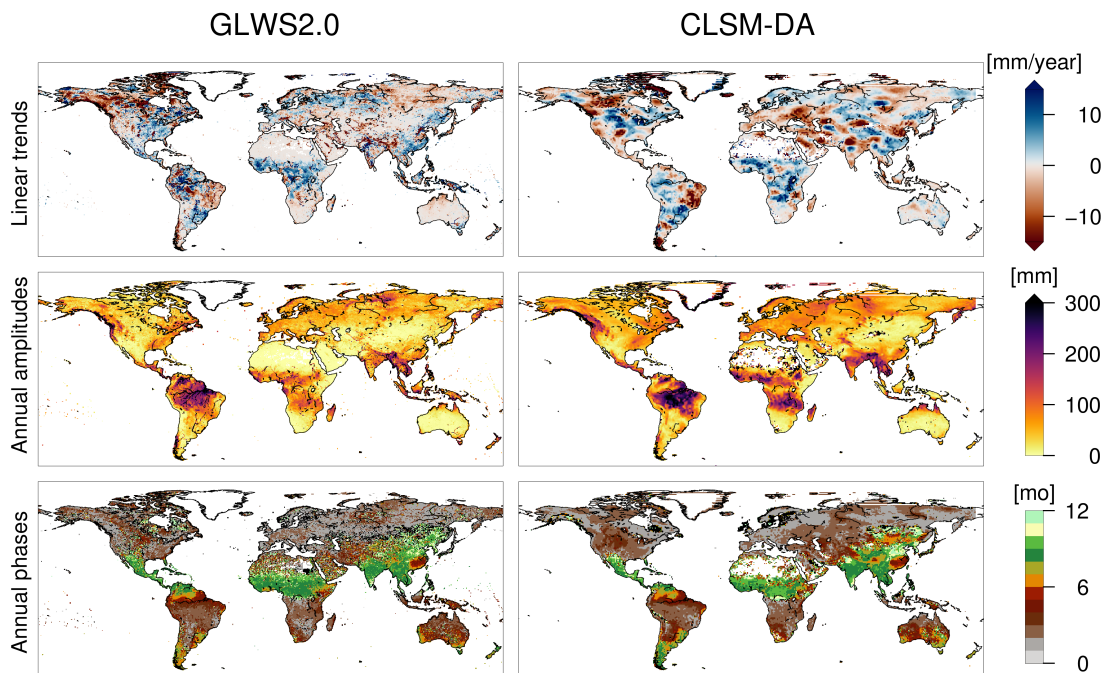 GLWS2.0
CLSM-DA
Linear trends
[mm/year]
10
0
−10
Annual amplitudes
[mm]
300
200
100
0
Annual phases
[mo]
12
6
0